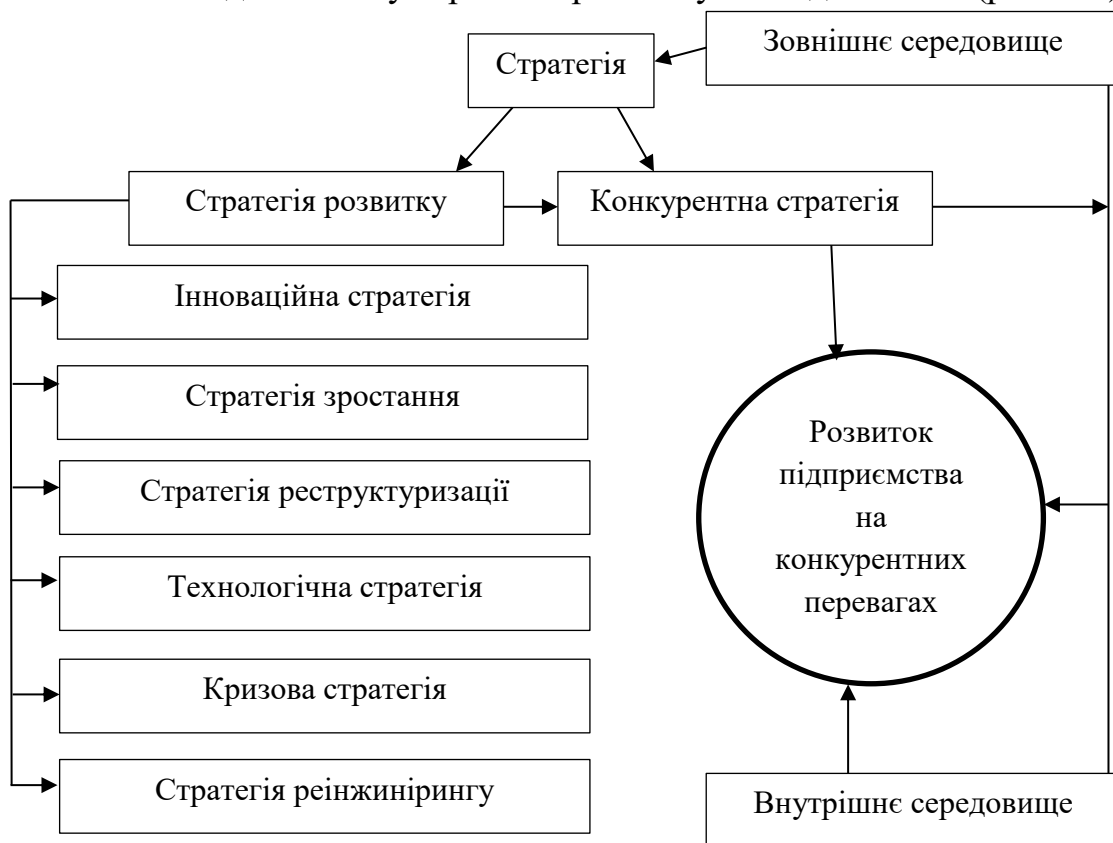 Зовнішнє середовище
Стратегія
Стратегія розвитку
Конкурентна стратегія
Інноваційна стратегія
Стратегія зростання
Стратегія реструктуризації
Технологічна стратегія
Кризова стратегія
Стратегія реінжинірингу
Розвиток
підприємства
на
конкурентних
перевагах
Внутрішнє середовище